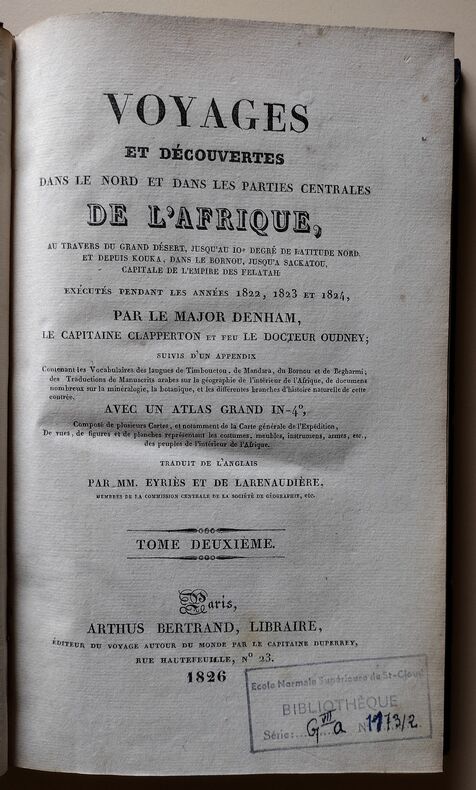 VOYAGES
ET DÉCOUVERTES
DANS LE NORD ET DANS LES PARTIES CENTRALES
DE L'AFRIQUE,
AU TRAVERS DU GRAND DÉSERT, JUSQU'AU 10e DEGRÉ DE LATITUDE NORD,
ET DEPUIS KOUKA, DANS LE BORNOU, JUSQU'A SACKATOU,
CAPITALE DE L'EMPIRE DES FELATAH
EXÉCUTÉS PENDANT LES ANNÉES 1822, 1823 ET 1824,
PAR LE MAJOR DENHAM,
LE CAPITAINE CLAPPERTON ET FEU LE DOCTEUR OUDNEY;
SUIVIS D'UN APPENDIX
Contenant les Vocabulaires des langues de Timbouctou, de Mandara, du Bornou et de Begharmi;
des Traductions de Manuscrits arabes sur la géographie de l'intérieur de l'Afrique, de documens
nombreux sur la minéralogie, la botanique, et les différentes branches d'histoire naturelle de cette
contrée.
AVEC UN ATLAS GRAND IN-4°,
Composé de plusieurs Cartes, et notamment de la Carte générale de l'Expédition,
De vues, de figures et de planches représentant les costumes, meubles, instrumens, armes, etc.,
des peuples de l'intérieur de l'Afrique.
TRADUIT DE L'ANGLAIS
PAR MM. EYRIÈS ET DE LARENAUDIÈRE,
MEMBRES DE LA COMMISSION CENTRALE DE LA SOCIÉTÉ DE GÉOGRAPHIE, etc.
TOME DEUXIÈME.
Paris,
ARTHUS BERTRAND, LIBRAIRE,
ÉDITEUR DU VOYAGE AUTOUR DU MONDE PAR LE CAPITAINE DUPERREY,
RUE HAUTEFEUILLE, N° 23.
1826
Ecole Normale Supérieure de St-Cloud
BIBLIOTHÈQUE
Série: G VII a N° 1173/2